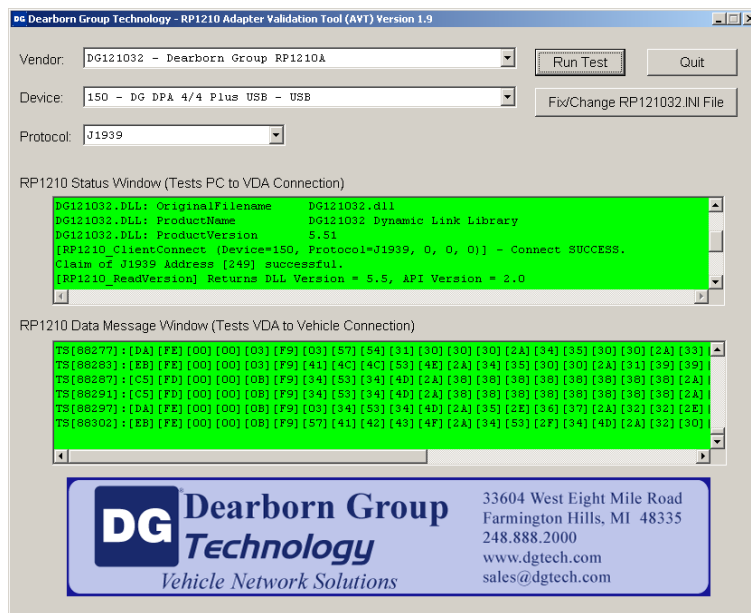 DG Dearborn Group Technology - RP1210 Adapter Validation Tool (AVT) Version 1.9
Vendor: DG121032 - Dearborn Group RP1210A
Run Test
Quit
Device: 150 - DG DPA 4/4 Plus USB - USB
Fix/Change RP121032.INI File
Protocol: J1939
RP1210 Status Window (Tests PC to VDA Connection)
DG121032.DLL: OriginalFilename DG121032.dll
DG121032.DLL: ProductName DG121032 Dynamic Link Library
DG121032.DLL: ProductVersion 5.51
[RP1210_ClientConnect (Device=150, Protocol=J1939, 0, 0, 0)] - Connect SUCCESS.
Claim of J1939 Address [249] successful.
[RP1210_ReadVersion] Returns DLL Version = 5.5, API Version = 2.0
RP1210 Data Message Window (Tests VDA to Vehicle Connection)
TS[88277]:[DA][FE][00][00][03][F9][03][57][54][31][30][30][30][2A][34][35][30][30][2A][33]
TS[88283]:[EB][FE][00][00][03][F9][41][4C][4C][53][4E][2A][34][35][30][30][2A][31][39][39]
TS[88287]:[C5][FD][00][00][0B][F9][34][53][34][4D][2A][38][38][38][38][38][38][38][38][2A]
TS[88291]:[C5][FD][00][00][0B][F9][34][53][34][4D][2A][38][38][38][38][38][38][38][38][2A]
TS[88297]:[DA][FE][00][00][0B][F9][03][34][53][34][4D][2A][35][2E][36][37][2A][32][32][2E]
TS[88302]:[EB][FE][00][00][0B][F9][57][41][42][43][4F][2A][34][53][2F][34][4D][2A][32][30]
DG
Dearborn Group
Technology
Vehicle Network Solutions
33604 West Eight Mile Road
Farmington Hills, MI 48335
248.888.2000
www.dgtech.com
sales@dgtech.com